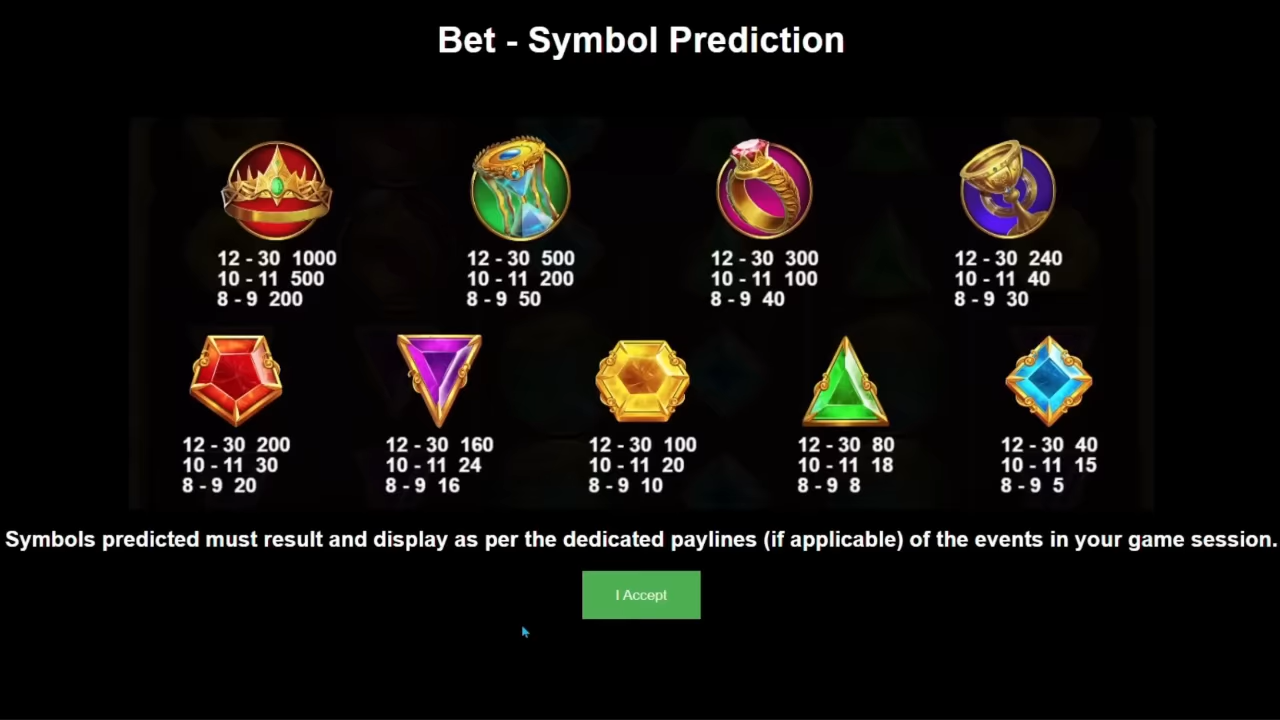 Bet - Symbol Prediction
12 - 30 1000
10 - 11 500
8 - 9 200
12 - 30 500
10 - 11 200
8 - 9 50
12 - 30 300
10 - 11 100
8 - 9 40
12 - 30 240
10 - 11 40
8 - 9 30
12 - 30 200
10 - 11 30
8 - 9 20
12 - 30 160
10 - 11 24
8 - 9 16
12 - 30 100
10 - 11 20
8 - 9 10
12 - 30 80
10 - 11 18
8 - 9 8
12 - 30 40
10 - 11 15
8 - 9 5
Symbols predicted must result and display as per the dedicated paylines (if applicable) of the events in your game session.
I Accept